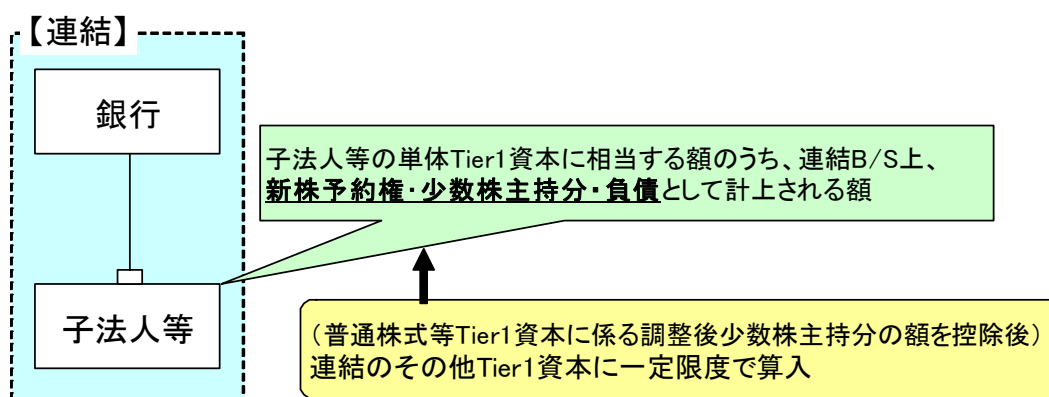 【連結】
銀行
子法人等の単体Tier1資本に相当する額のうち、連結B/S上、
新株予約権・少数株主持分・負債として計上される額
子法人等
（普通株式等Tier1資本に係る調整後少数株主持分の額を控除後）
連結のその他Tier1資本に一定限度で算入